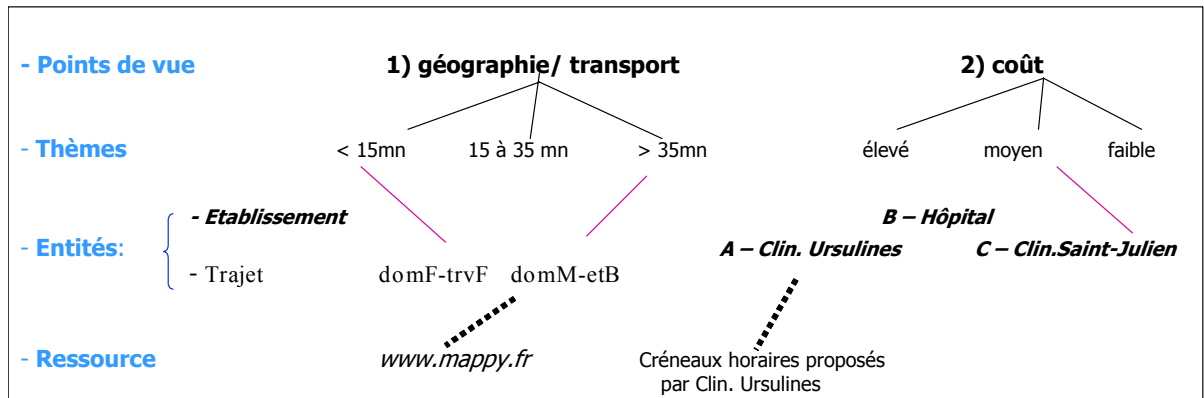 - Points de vue 1) géographie/ transport 2) coût
- Thèmes < 15mn 15 à 35 mn > 35mn élevé moyen faible
- Etablissement
B – Hôpital
- Entités: A – Clin. Ursulines C – Clin.Saint-Julien
- Trajet domF-trvF domM-etB
- Ressource www.mappy.fr Créneaux horaires proposés
par Clin. Ursulines